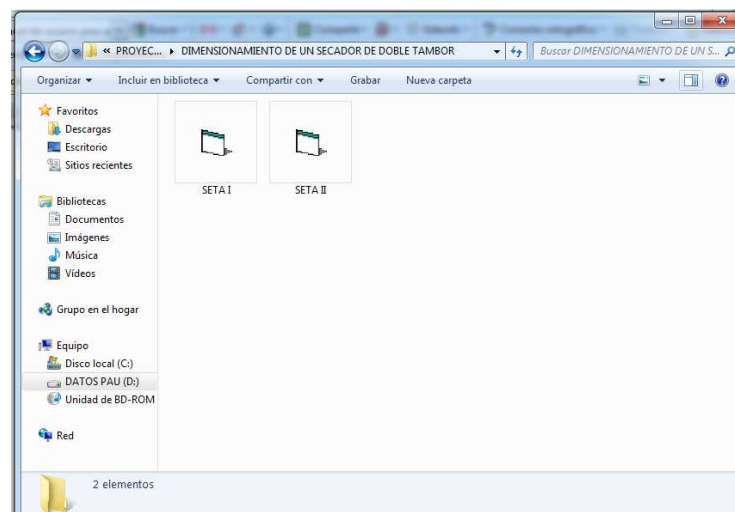 « PROYEC... ▸ DIMENSIONAMIENTO DE UN SECADOR DE DOBLE TAMBOR
Buscar DIMENSIONAMIENTO DE UN S...
Organizar ▾ Incluir en biblioteca ▾ Compartir con ▾ Grabar Nueva carpeta
Favoritos
Descargas
Escritorio
Sitios recientes
Bibliotecas
Documentos
Imágenes
Música
Vídeos
Grupo en el hogar
Equipo
Disco local (C:)
DATOS PAU (D:)
Unidad de BD-ROM
Red
SETA I
SETA II
2 elementos